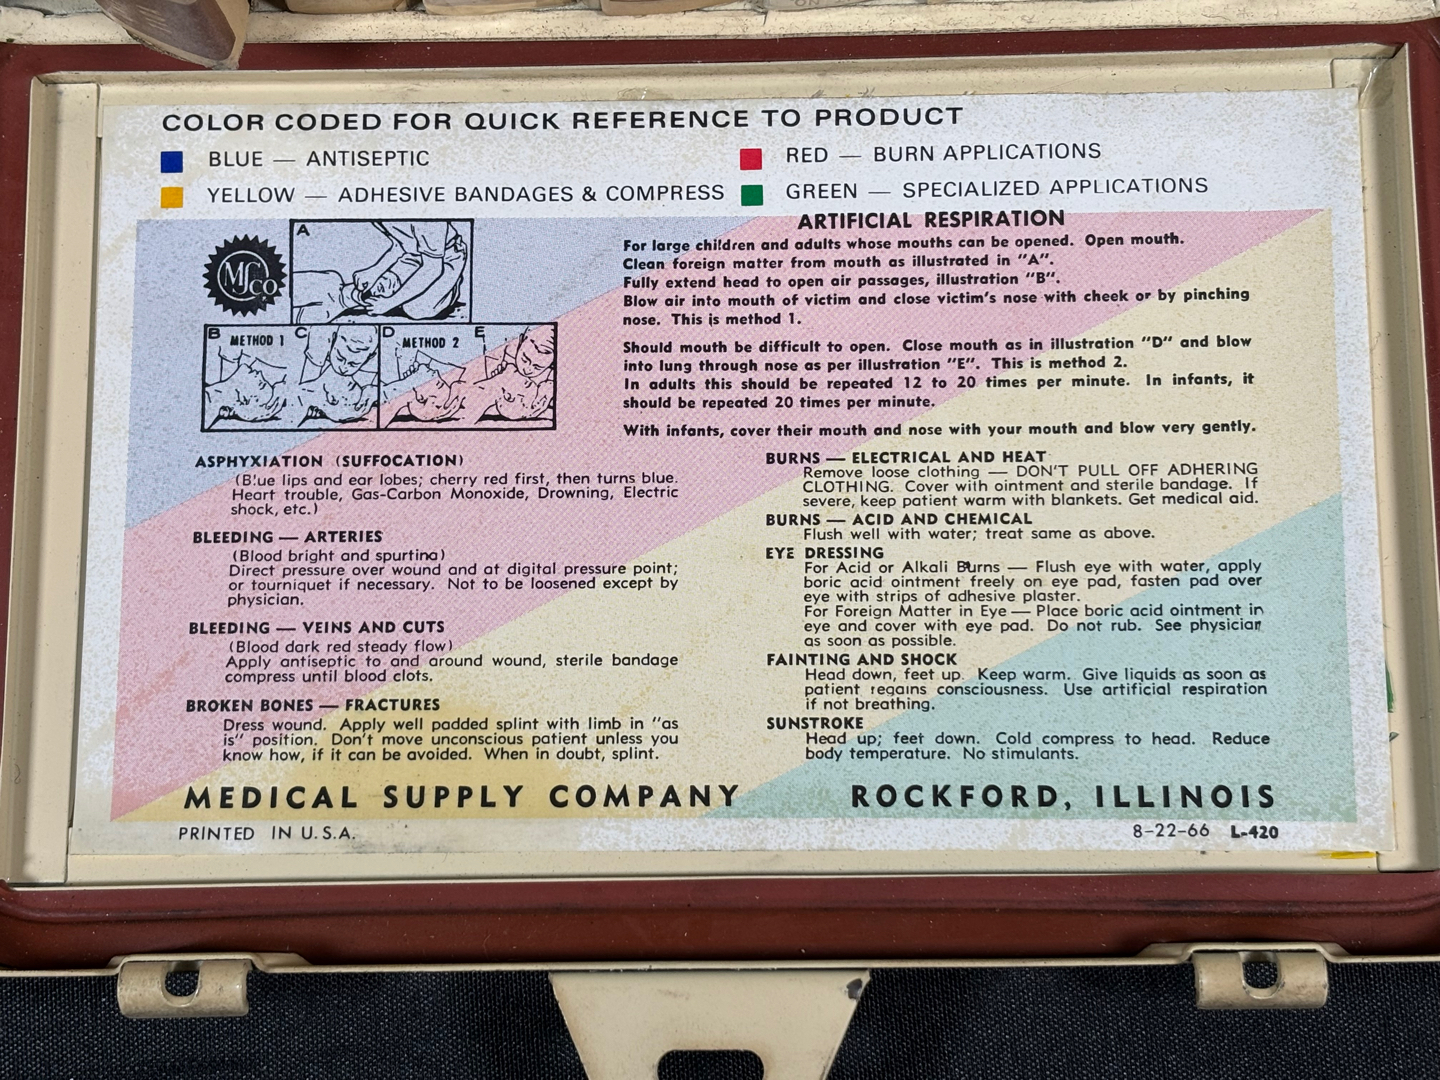 COLOR CODED FOR QUICK REFERENCE TO PRODUCT
BLUE — ANTISEPTIC
RED — BURN APPLICATIONS
YELLOW — ADHESIVE BANDAGES & COMPRESS
GREEN — SPECIALIZED APPLICATIONS
MSCO
A
B METHOD 1 C D METHOD 2 E
ARTIFICIAL RESPIRATION
For large children and adults whose mouths can be opened. Open mouth.
Clean foreign matter from mouth as illustrated in "A".
Fully extend head to open air passages, illustration "B".
Blow air into mouth of victim and close victim's nose with cheek or by pinching
nose. This is method 1.
Should mouth be difficult to open. Close mouth as in illustration "D" and blow
into lung through nose as per illustration "E". This is method 2.
In adults this should be repeated 12 to 20 times per minute. In infants, it
should be repeated 20 times per minute.
With infants, cover their mouth and nose with your mouth and blow very gently.
ASPHYXIATION (SUFFOCATION)
(Blue lips and ear lobes; cherry red first, then turns blue.
Heart trouble, Gas-Carbon Monoxide, Drowning, Electric
shock, etc.)
BLEEDING — ARTERIES
(Blood bright and spurting)
Direct pressure over wound and at digital pressure point;
or tourniquet if necessary. Not to be loosened except by
physician.
BLEEDING — VEINS AND CUTS
(Blood dark red steady flow)
Apply antiseptic to and around wound, sterile bandage
compress until blood clots.
BROKEN BONES — FRACTURES
Dress wound. Apply well padded splint with limb in "as
is" position. Don't move unconscious patient unless you
know how, if it can be avoided. When in doubt, splint.
BURNS — ELECTRICAL AND HEAT
Remove loose clothing — DON'T PULL OFF ADHERING
CLOTHING. Cover with ointment and sterile bandage. If
severe, keep patient warm with blankets. Get medical aid.
BURNS — ACID AND CHEMICAL
Flush well with water; treat same as above.
EYE DRESSING
For Acid or Alkali Burns — Flush eye with water, apply
boric acid ointment freely on eye pad, fasten pad over
eye with strips of adhesive plaster.
For Foreign Matter in Eye — Place boric acid ointment in
eye and cover with eye pad. Do not rub. See physician
as soon as possible.
FAINTING AND SHOCK
Head down, feet up. Keep warm. Give liquids as soon as
patient regains consciousness. Use artificial respiration
if not breathing.
SUNSTROKE
Head up; feet down. Cold compress to head. Reduce
body temperature. No stimulants.
MEDICAL SUPPLY COMPANY ROCKFORD, ILLINOIS
PRINTED IN U.S.A.
8-22-66 L-420